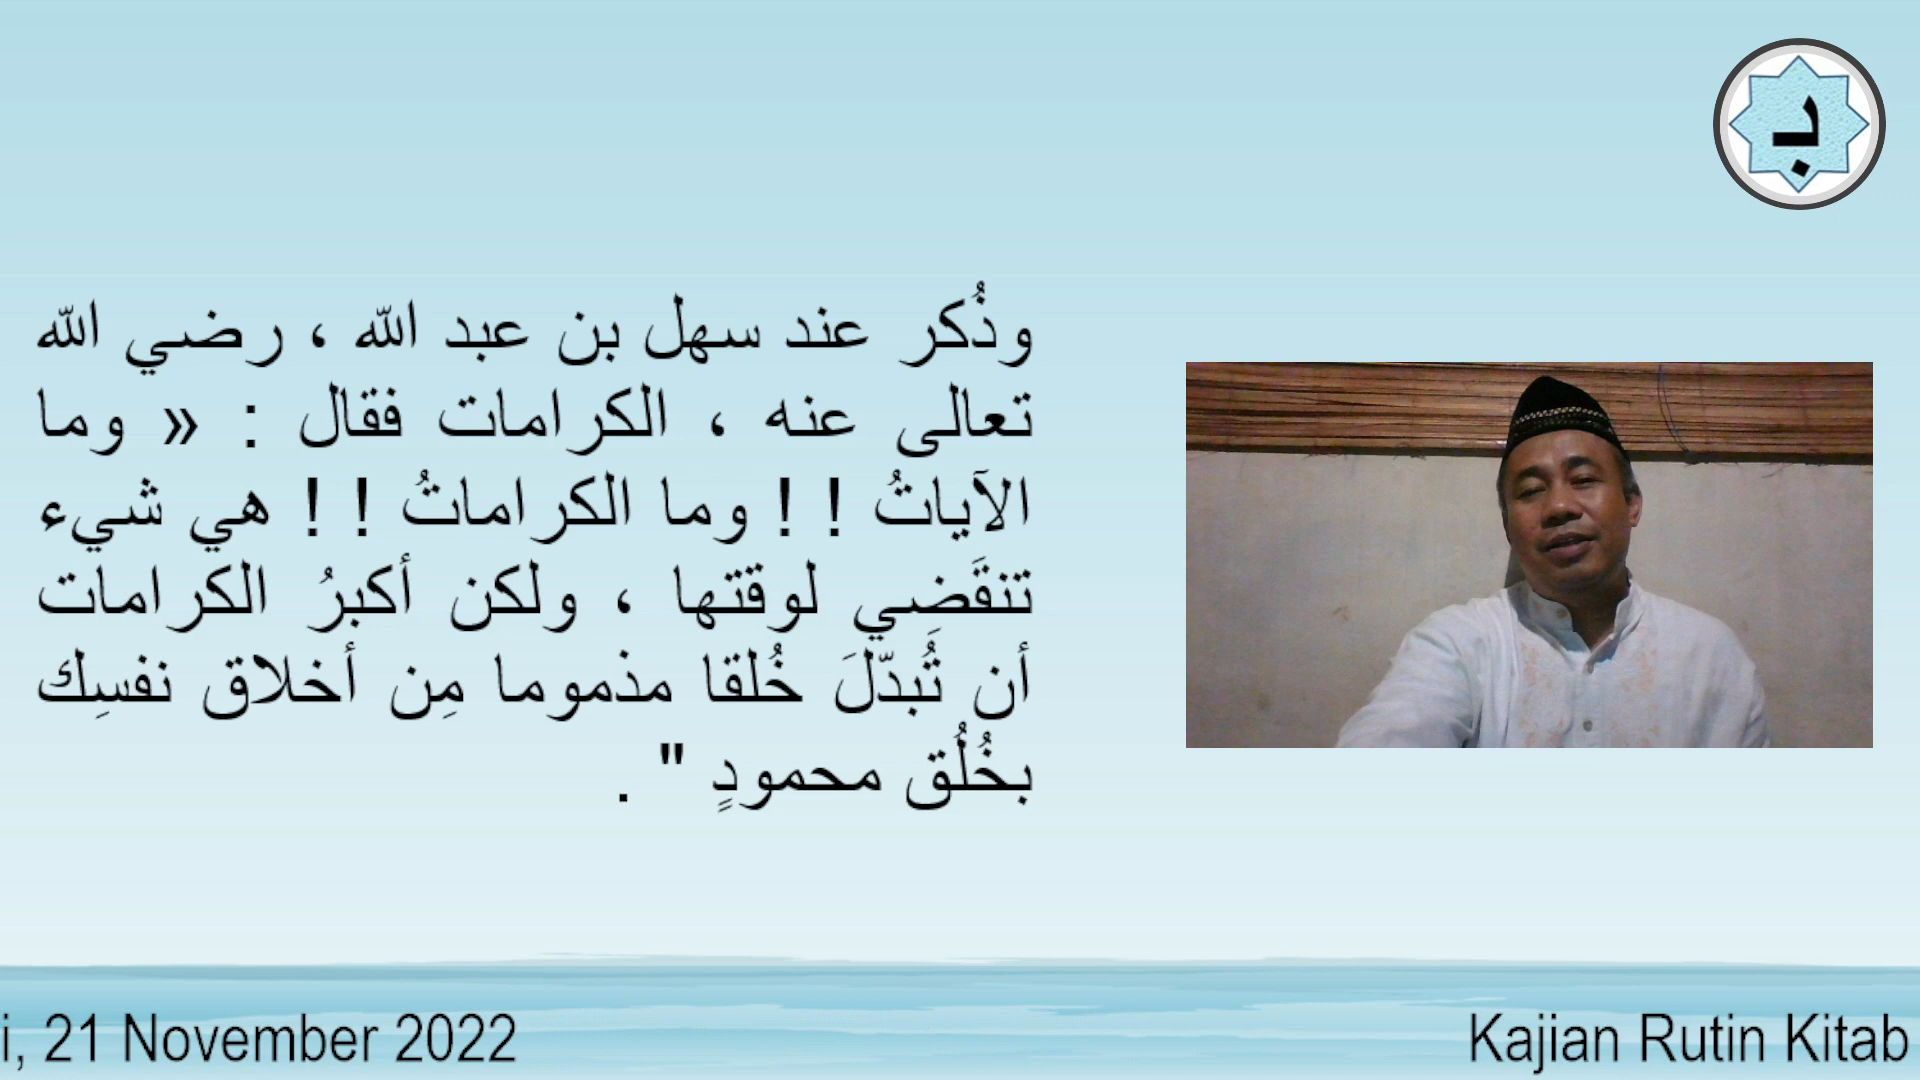 وذُكر عند سهل بن عبد الله ، رضي الله
تعالى عنه ، الكرامات فقال : « وما
الآياتُ ! ! وما الكراماتُ ! ! هي شيء
تنقَضِي لوقتها ، ولكن أكبرُ الكرامات
أن تُبدّلَ خُلقا مذموما مِن أخلاق نفسِك
بخُلُق محمودٍ " .
i, 21 November 2022
Kajian Rutin Kitab